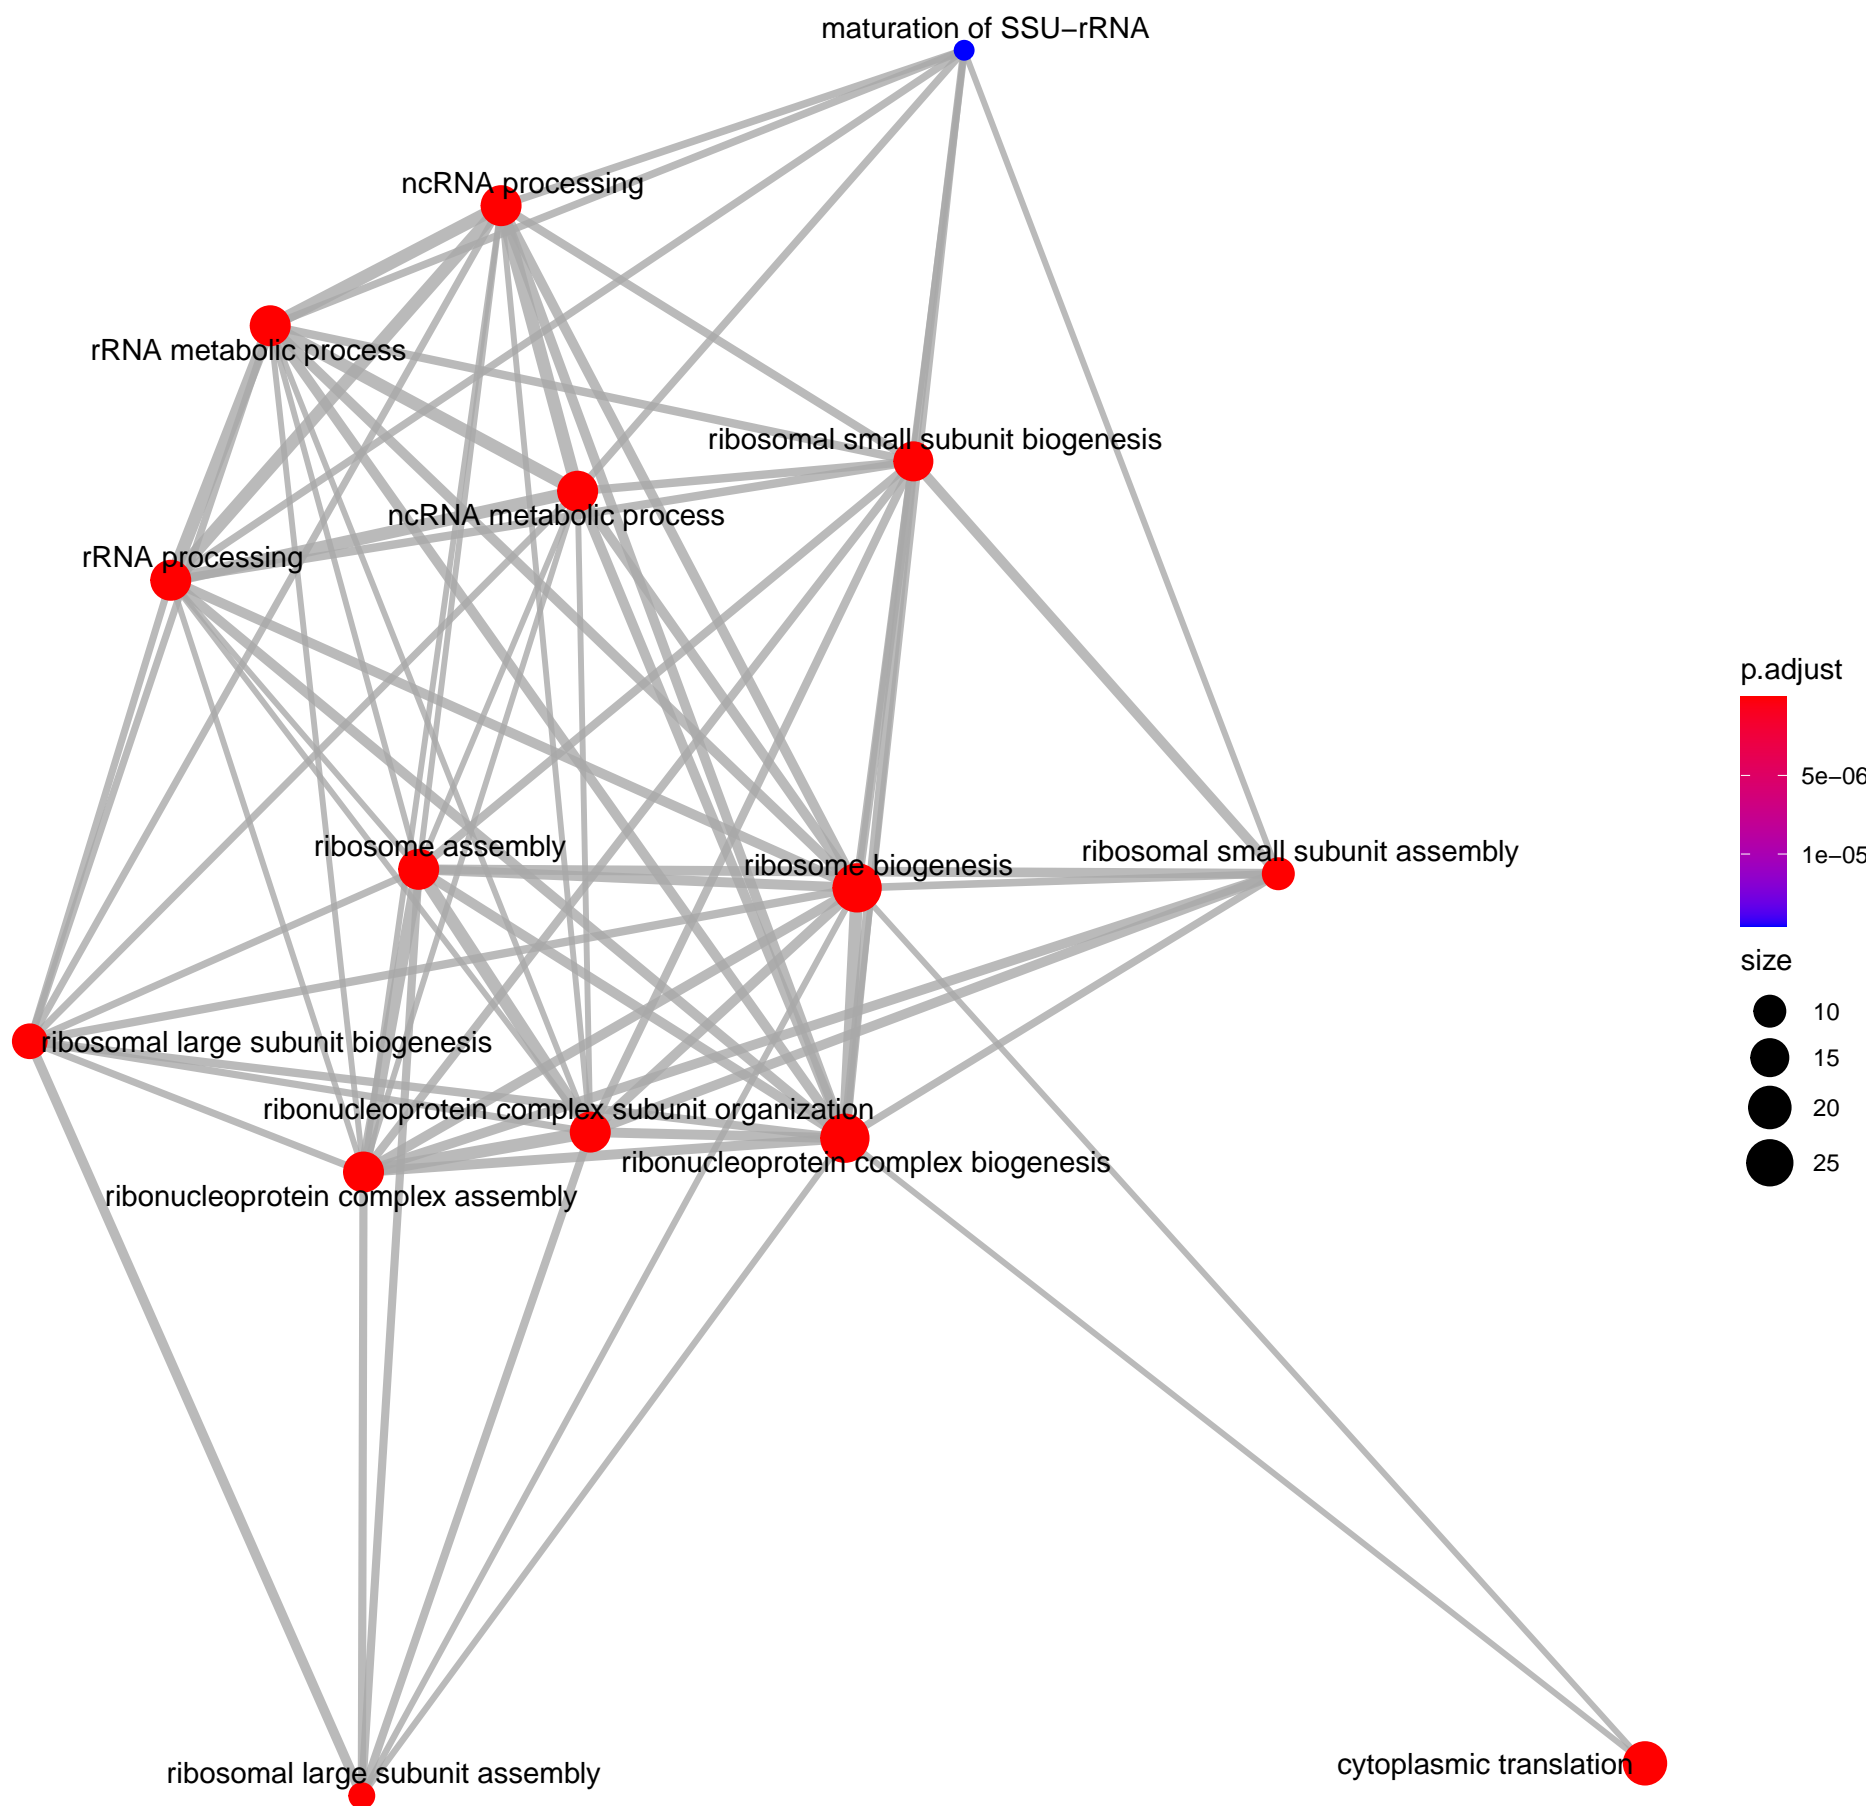 maturation of SSU−rRNA
ncRNA processing
rRNA metabolic process
ribosomal small subunit biogenesis
ncRNA metabolic process
rRNA processing
ribosome assembly
ribosome biogenesis
ribosomal small subunit assembly
ribosomal large subunit biogenesis
ribonucleoprotein complex subunit organization
ribonucleoprotein complex biogenesis
ribonucleoprotein complex assembly
ribosomal large subunit assembly
cytoplasmic translation
p.adjust
5e−06
1e−05
size
10
15
20
25